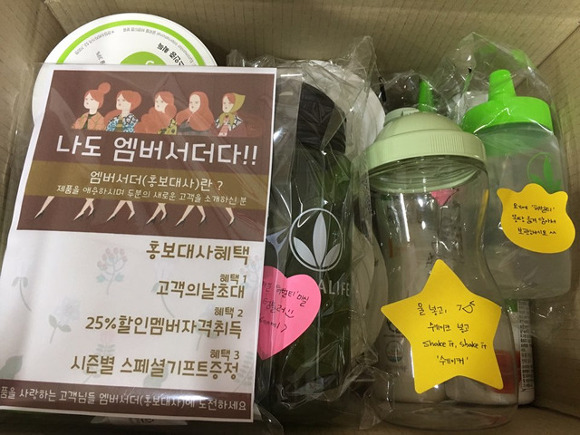 나도 엠버서더다!!
엠버서더(홍보대사)란?
제품을 애수하시며 두분의 새로운 고객을 소개하신 분
홍보대사혜택
혜택 1
고객의날초대
혜택 2
25%할인멤버자격취득
혜택 3
시즌별 스페셜기프트증정
품을 사랑하는 고객님들 엠버서더(홍보대사)에 도전하세요
ALIFE
물 넣고,
쉐이크 넣고
Shake it, shake it
"쉐이커"